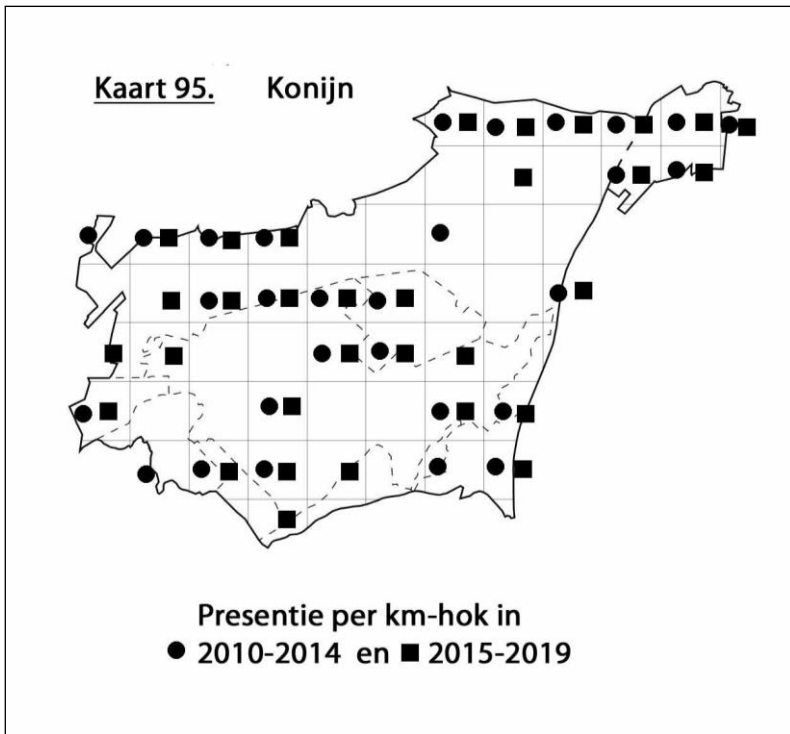 Kaart 95. Konijn
Presentie per km-hok in
● 2010-2014 en ■ 2015-2019